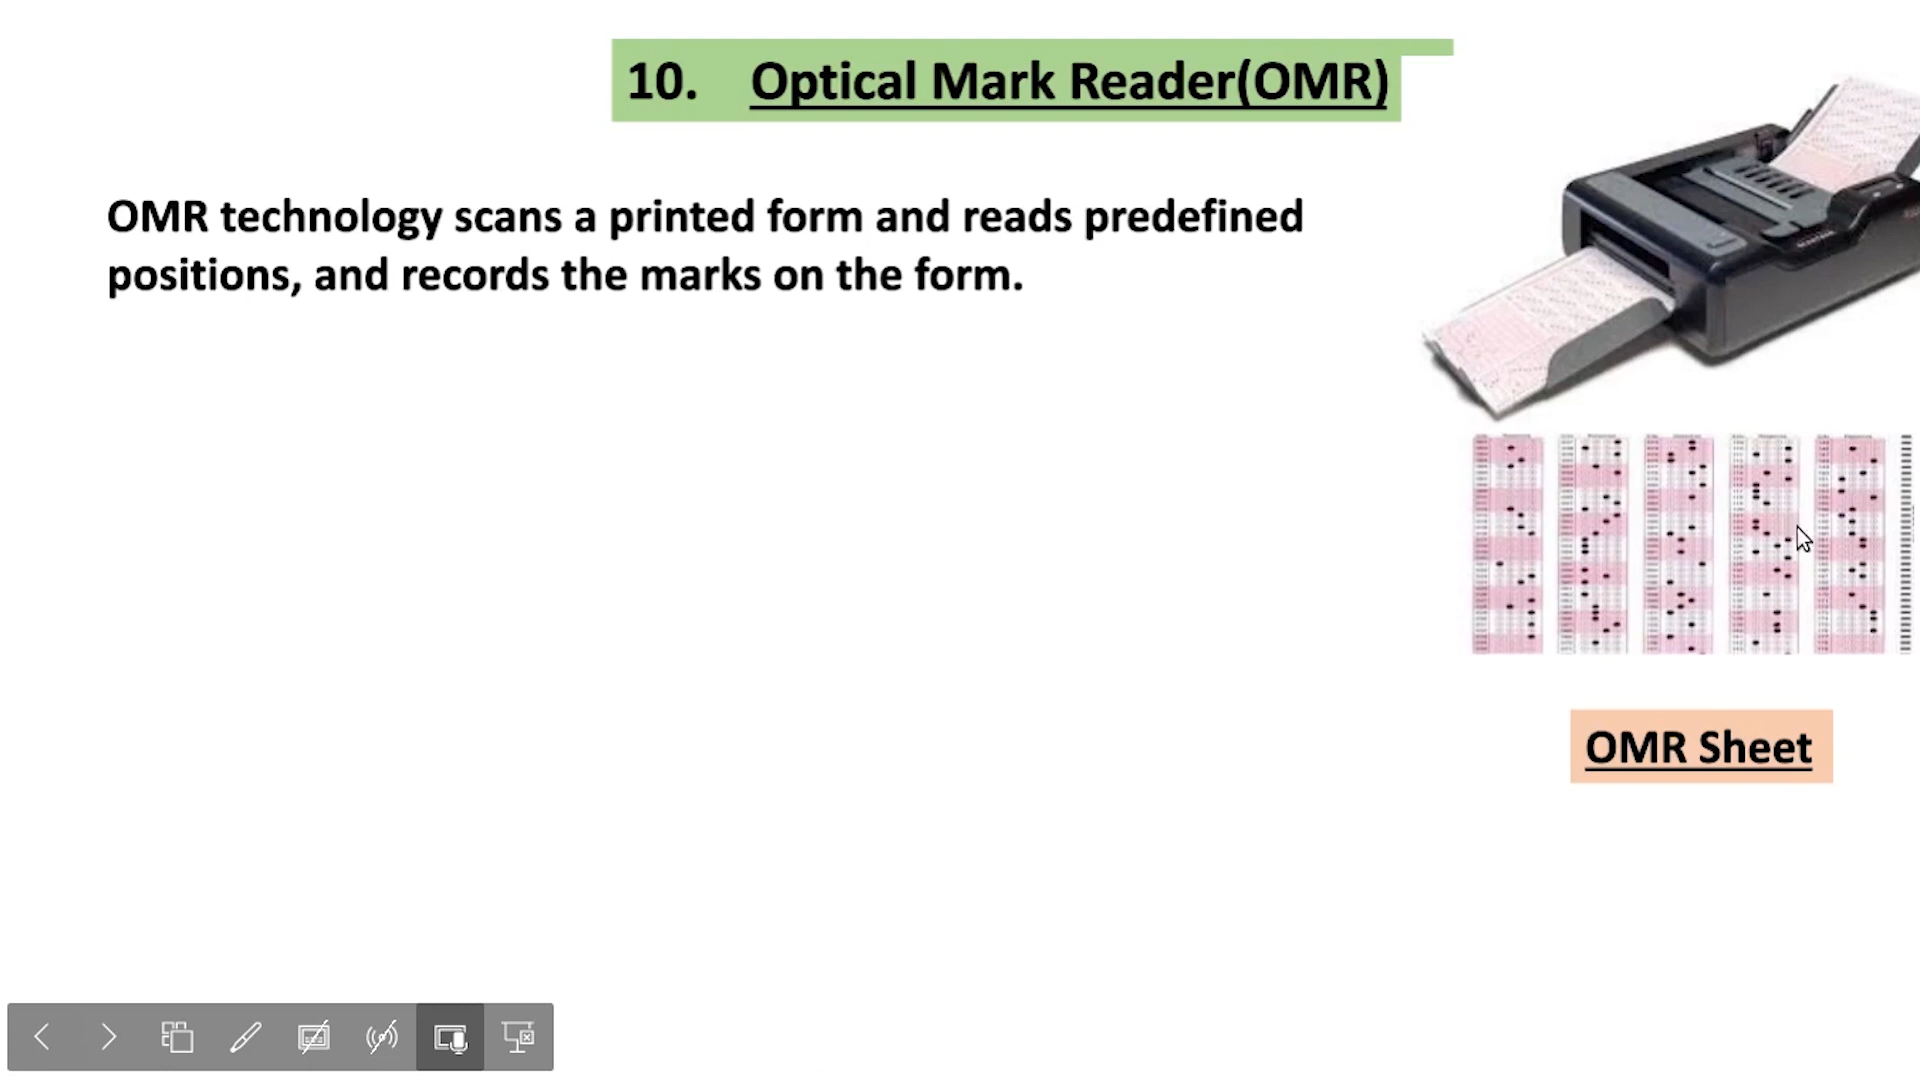 10. Optical Mark Reader(OMR)
OMR technology scans a printed form and reads predefined
positions, and records the marks on the form.
OMR Sheet